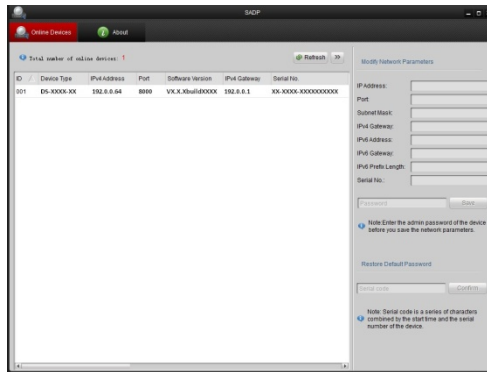 SADP
Online Devices
About
Total number of online devices: 1
Refresh
ID
Device Type
IPv4 Address
Port
Software Version
IPv4 Gateway
Serial No.
001
DS-XXXX-XX
192.0.0.64
8000
VX.X.XbuildXXXX
192.0.0.1
XX-XXXX-XXXXXXXXXX
Modify Network Parameters
IP Address:
Port:
Subnet Mask:
IPv4 Gateway:
IPv6 Address:
IPv6 Gateway:
IPv6 Prefix Length:
Serial No.:
Password
Save
Note:Enter the admin password of the device
before you save the network parameters.
Restore Default Password
Serial code
Confirm
Note: Serial code is a series of characters
combined by the start time and the serial
number of the device.